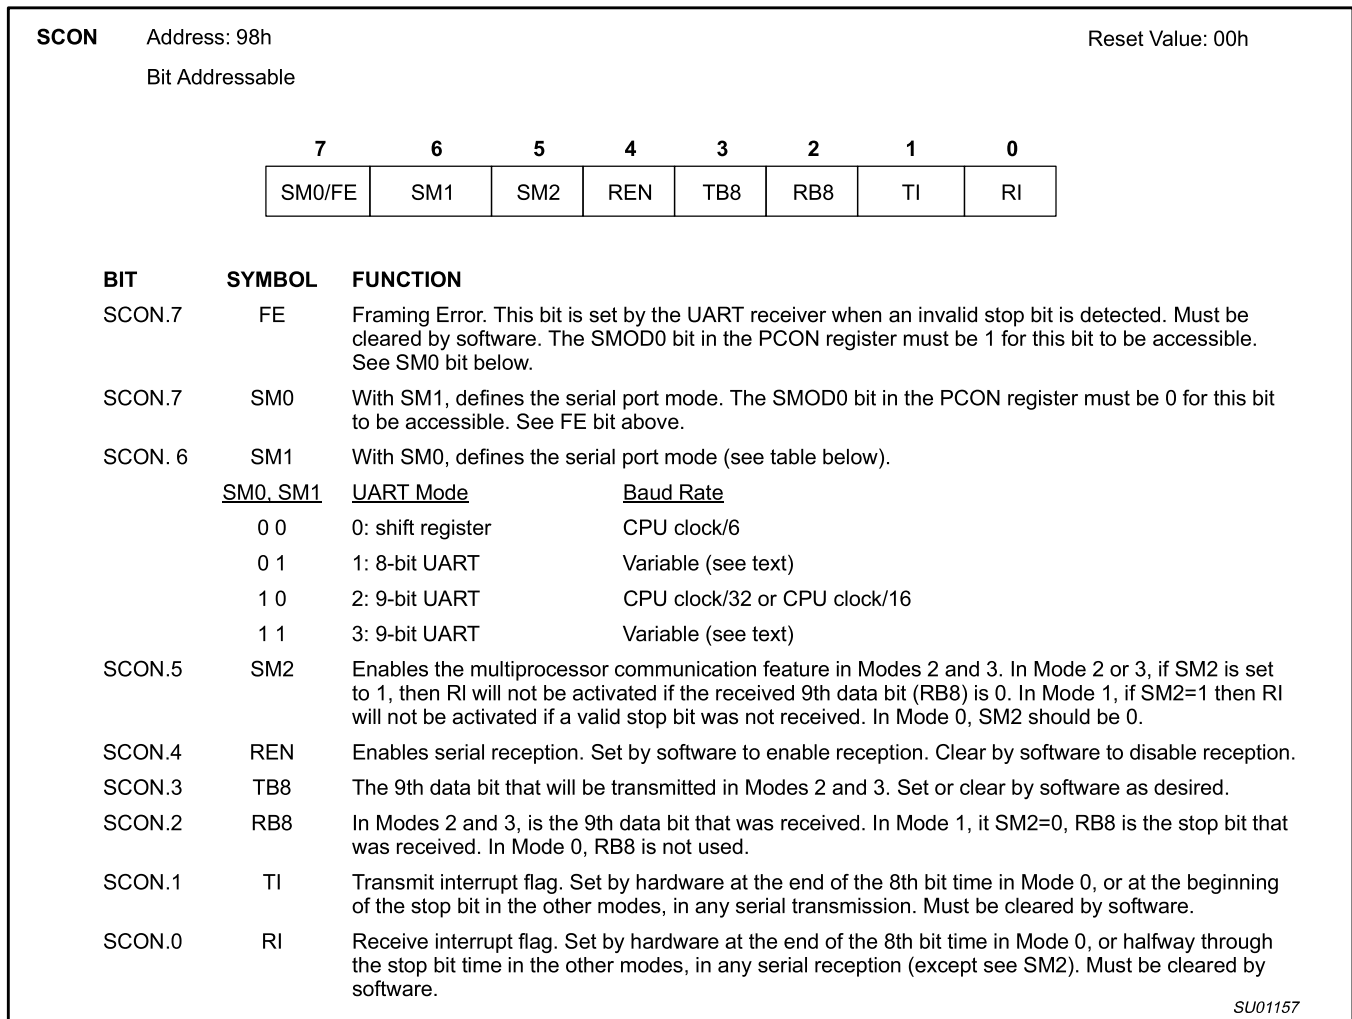 SCON Address: 98h Reset Value: 00h
Bit Addressable
7 6 5 4 3 2 1 0
SM0/FE SM1 SM2 REN TB8 RB8 TI RI
BIT SYMBOL FUNCTION
SCON.7 FE Framing Error. This bit is set by the UART receiver when an invalid stop bit is detected. Must be
cleared by software. The SMOD0 bit in the PCON register must be 1 for this bit to be accessible.
See SM0 bit below.
SCON.7 SM0 With SM1, defines the serial port mode. The SMOD0 bit in the PCON register must be 0 for this bit
to be accessible. See FE bit above.
SCON. 6 SM1 With SM0, defines the serial port mode (see table below).
SM0, SM1 UART Mode Baud Rate
0 0 0: shift register CPU clock/6
0 1 1: 8-bit UART Variable (see text)
1 0 2: 9-bit UART CPU clock/32 or CPU clock/16
1 1 3: 9-bit UART Variable (see text)
SCON.5 SM2 Enables the multiprocessor communication feature in Modes 2 and 3. In Mode 2 or 3, if SM2 is set
to 1, then RI will not be activated if the received 9th data bit (RB8) is 0. In Mode 1, if SM2=1 then RI
will not be activated if a valid stop bit was not received. In Mode 0, SM2 should be 0.
SCON.4 REN Enables serial reception. Set by software to enable reception. Clear by software to disable reception.
SCON.3 TB8 The 9th data bit that will be transmitted in Modes 2 and 3. Set or clear by software as desired.
SCON.2 RB8 In Modes 2 and 3, is the 9th data bit that was received. In Mode 1, it SM2=0, RB8 is the stop bit that
was received. In Mode 0, RB8 is not used.
SCON.1 TI Transmit interrupt flag. Set by hardware at the end of the 8th bit time in Mode 0, or at the beginning
of the stop bit in the other modes, in any serial transmission. Must be cleared by software.
SCON.0 RI Receive interrupt flag. Set by hardware at the end of the 8th bit time in Mode 0, or halfway through
the stop bit time in the other modes, in any serial reception (except see SM2). Must be cleared by
software.
SU01157